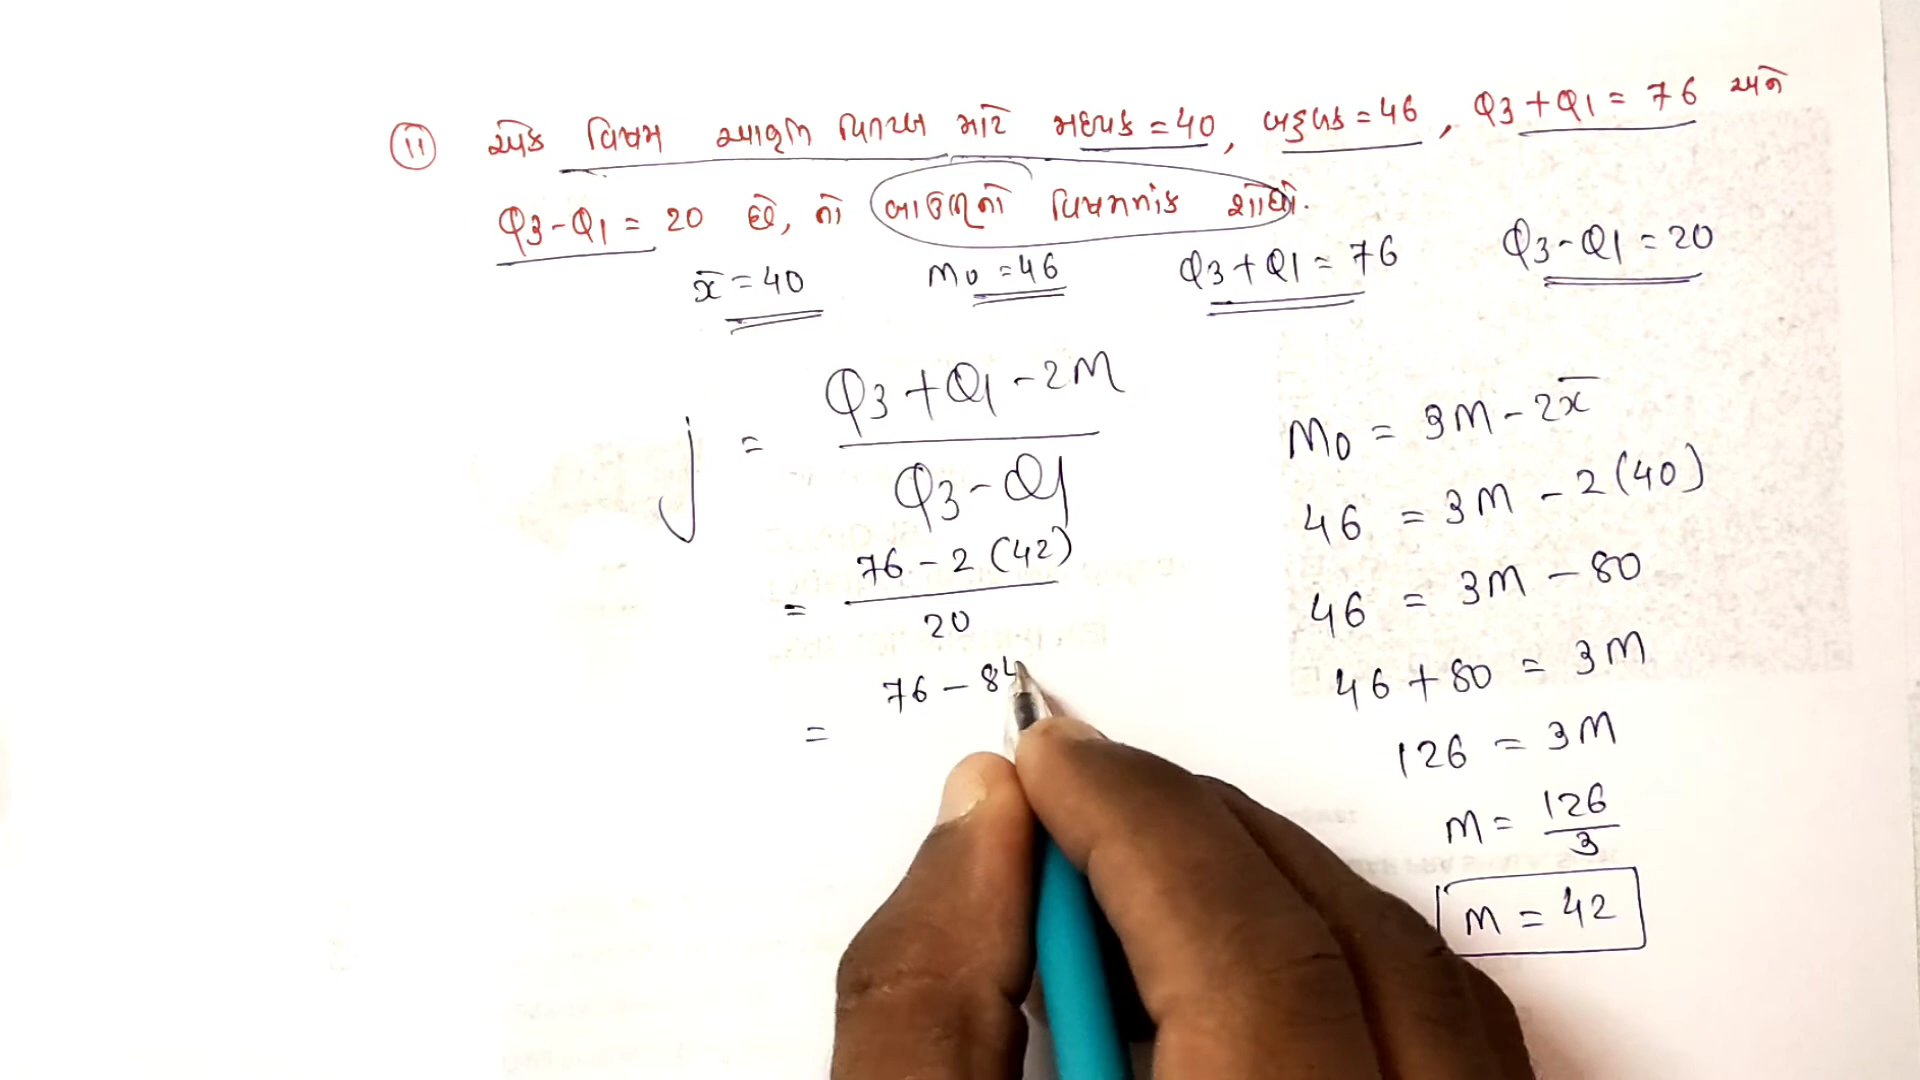 (11) એક વિષમ આવૃત્તિ વિતરણ માટે મધ્યક = 40, બહુલક = 46, Q3 + Q1 = 76 અને
Q3 - Q1 = 20 છે, તો બાઉલીનો વિષમતાંક શોધો.
x̄ = 40 M0 = 46 Q3 + Q1 = 76 Q3 - Q1 = 20
j = Q3 + Q1 - 2M / Q3 - Q1
= 76 - 2 (42) / 20
= 76 - 84
M0 = 3M - 2x̄
46 = 3M - 2 (40)
46 = 3M - 80
46 + 80 = 3M
126 = 3M
M = 126 / 3
M = 42